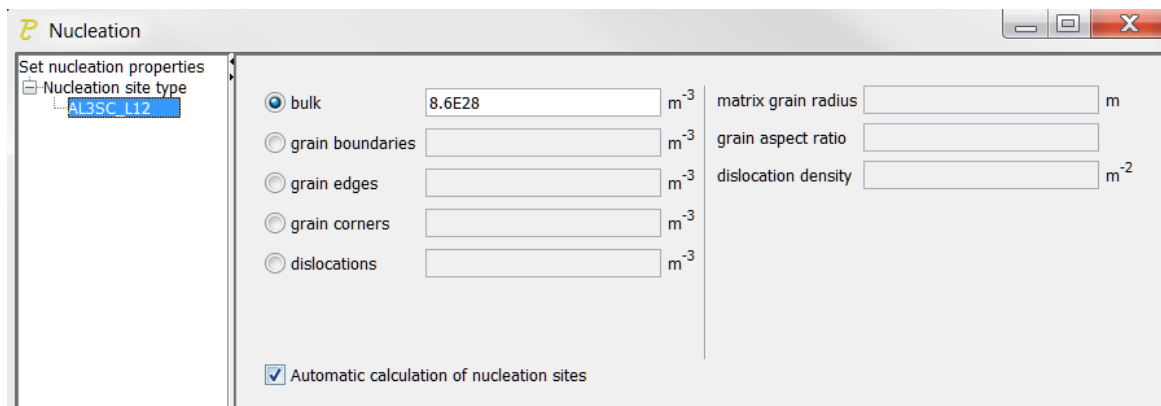 Nucleation
Set nucleation properties
Nucleation site type
AL3SC_L12
bulk 8.6E28 m-3
grain boundaries m-3
grain edges m-3
grain corners m-3
dislocations m-3
matrix grain radius m
grain aspect ratio
dislocation density m-2
Automatic calculation of nucleation sites